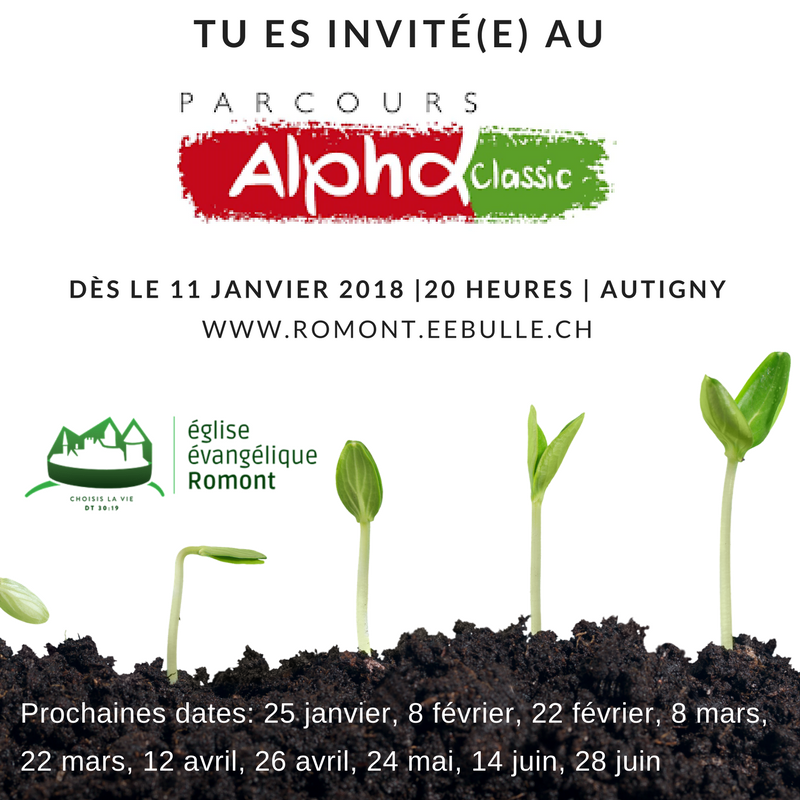 TU ES INVITÉ(E) AU
PARCOURS
Alpha Classic
DÈS LE 11 JANVIER 2018 |20 HEURES | AUTIGNY
WWW.ROMONT.EEBULLE.CH
église
évangélique
Romont
CHOISIS LA VIE
DT 30:19
Prochaines dates: 25 janvier, 8 février, 22 février, 8 mars,
22 mars, 12 avril, 26 avril, 24 mai, 14 juin, 28 juin